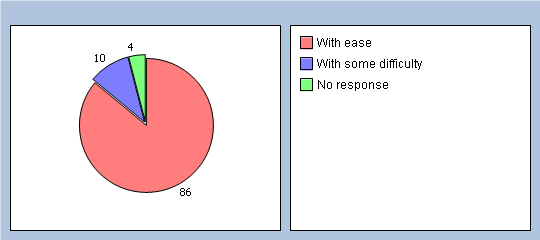 4
10
86
With ease
With some difficulty
No response